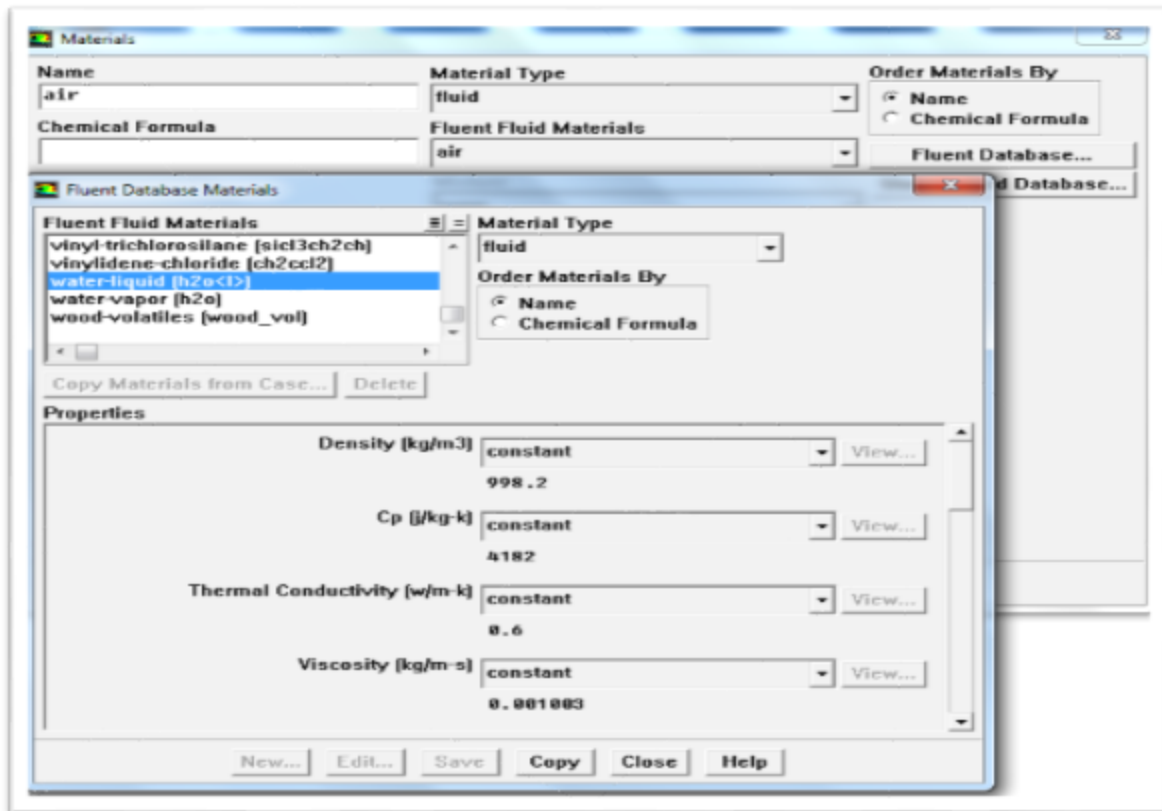 Materials
Name
air
Material Type
fluid
Order Materials By
Name
Chemical Formula
Chemical Formula
Fluent Fluid Materials
air
Fluent Database...
d Database...
Fluent Database Materials
Fluent Fluid Materials
vinyl-trichlorosilane (sicl3ch2ch)
vinylidene-chloride (ch2ccl2)
water-liquid (h2o<l>)
water-vapor (h2o)
wood-volatiles (wood_vol)
Material Type
fluid
Order Materials By
Name
Chemical Formula
Copy Materials from Case... Delete
Properties
Density (kg/m3) constant View...
998.2
Cp (j/kg-k) constant View...
4182
Thermal Conductivity (w/m-k) constant View...
0.6
Viscosity (kg/m-s) constant View...
0.001003
New... Edit... Save Copy Close Help